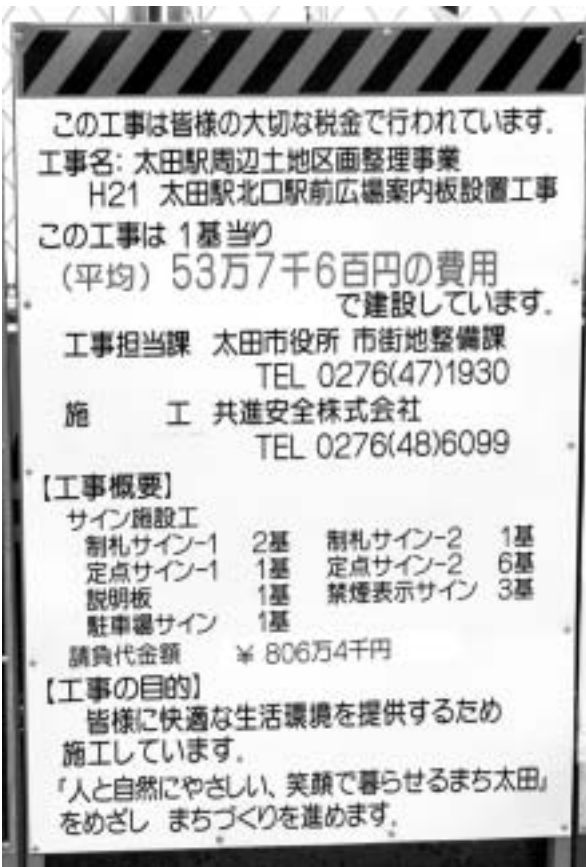 この工事は皆様の大切な税金で行われています.
工事名: 太田駅周辺土地区画整理事業
H21 太田駅北口駅前広場案内板設置工事
この工事は 1基当り
(平均) 53万7千6百円の費用
で建設しています.
工事担当課 太田市役所 市街地整備課
TEL 0276(47)1930
施 工 共進安全株式会社
TEL 0276(48)6099
【工事概要】
サイン施設工
制札サイン-1 2基 制札サイン-2 1基
定点サイン-1 1基 定点サイン-2 6基
説明板 1基 禁煙表示サイン 3基
駐車場サイン 1基
請負代金額 ¥ 806万4千円
【工事の目的】
皆様に快適な生活環境を提供するため
施工しています.
『人と自然にやさしい、笑顔で暮らせるまち太田』
をめざし まちづくりを進めます.